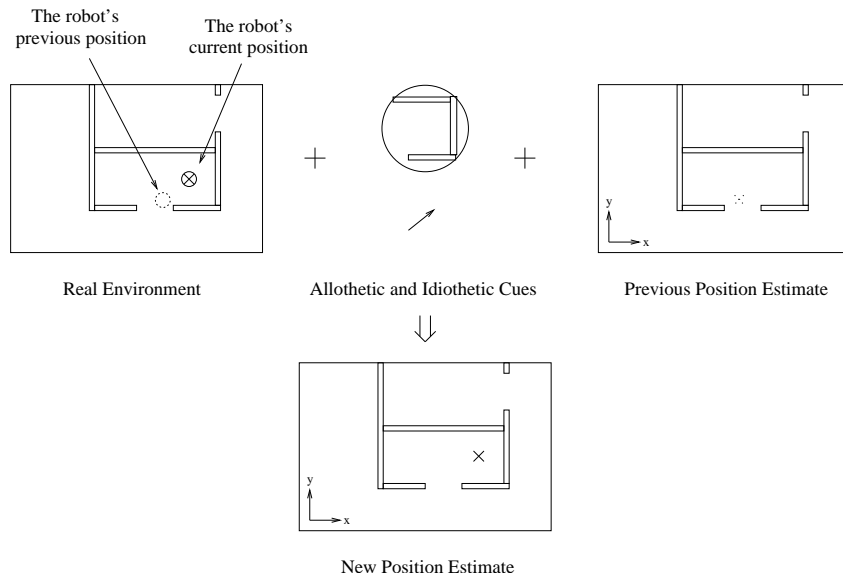 The robot's
previous position
The robot's
current position
y
x
Real Environment
Allothetic and Idiothetic Cues
Previous Position Estimate
y
x
New Position Estimate